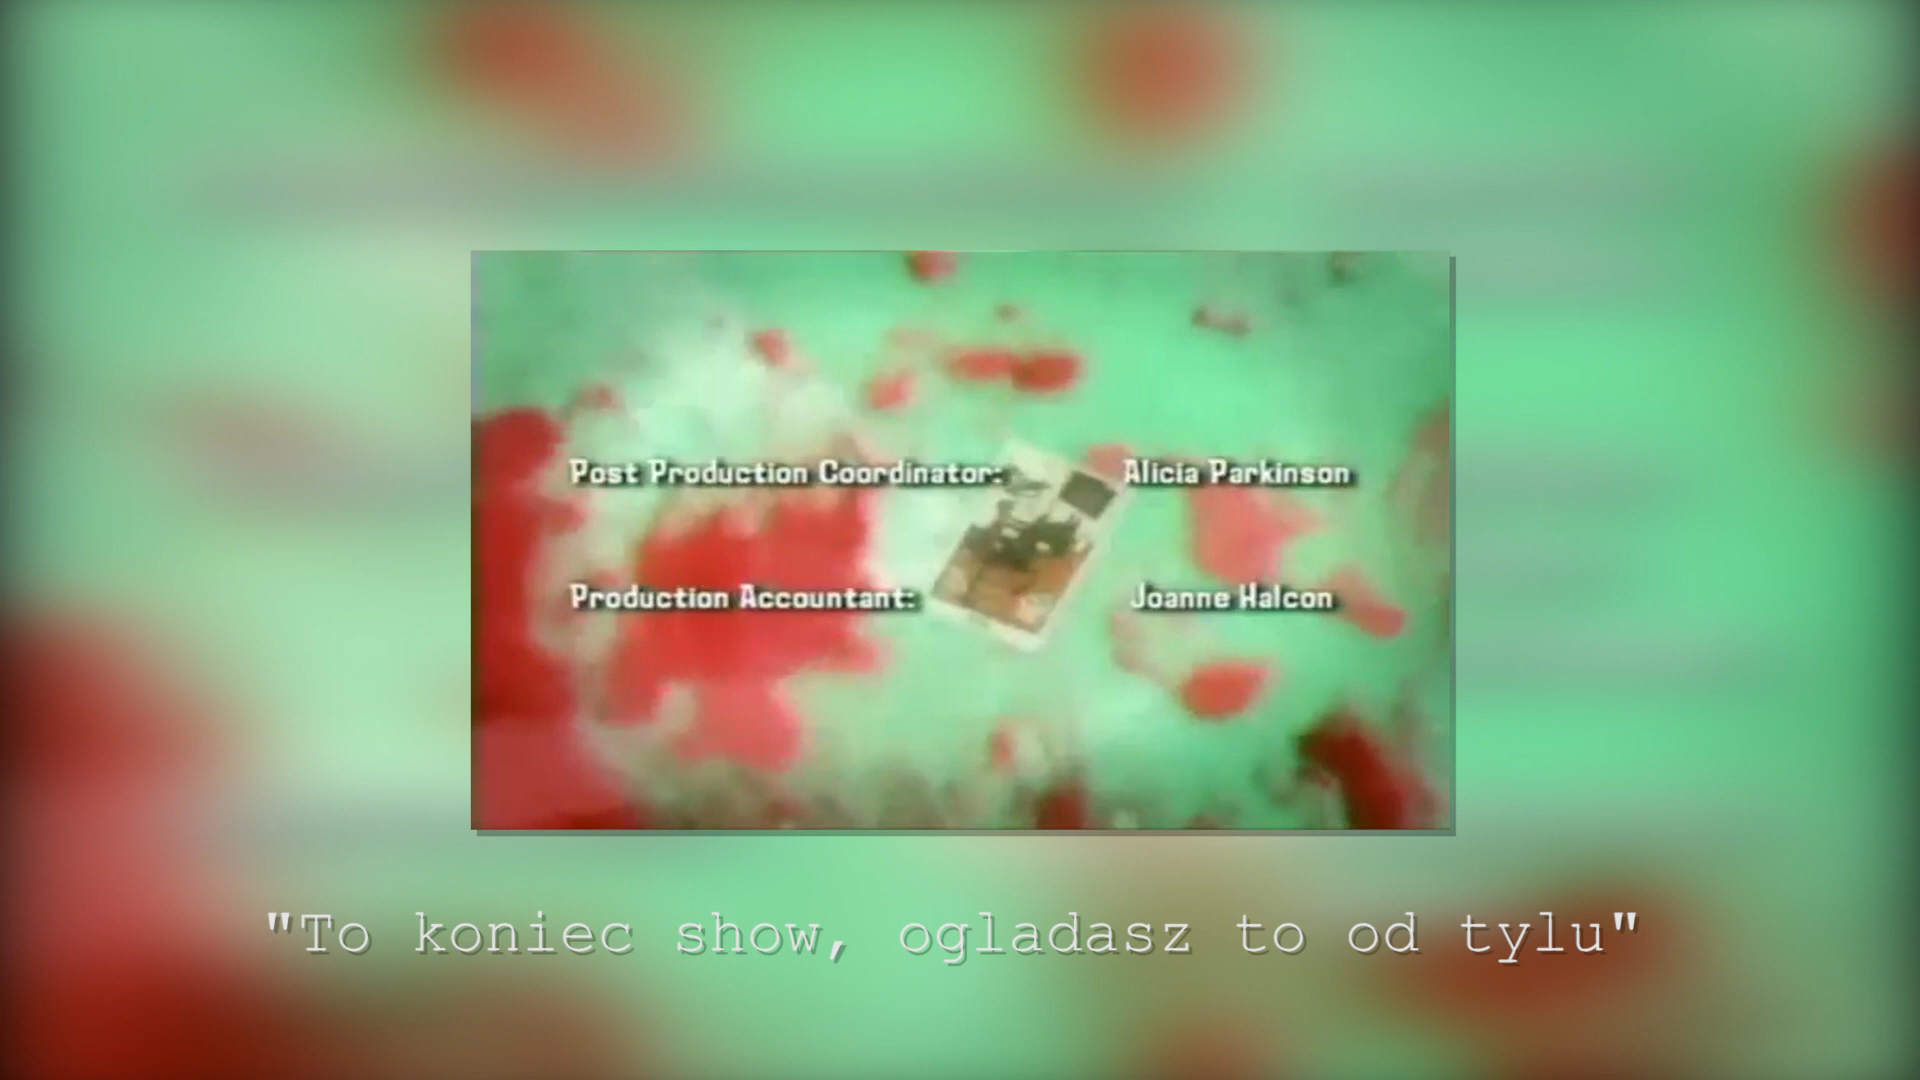 Post Production Coordinator: Alicia Parkinson
Production Accountant: Joanne Halcon
"To koniec show, ogladasz to od tylu"